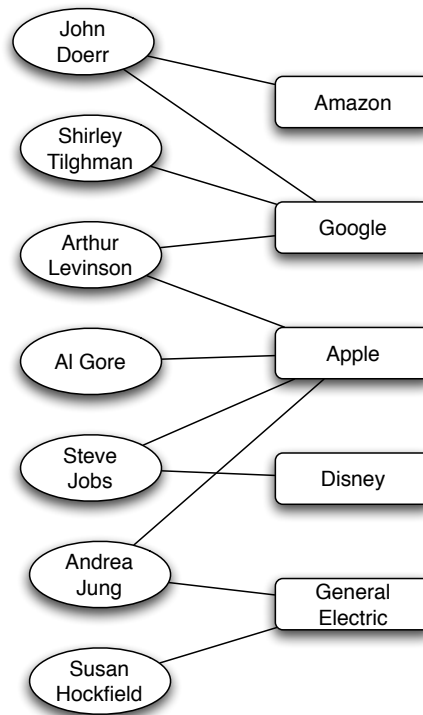 John
Doerr
Amazon
Shirley
Tilghman
Google
Arthur
Levinson
Al Gore
Apple
Steve
Jobs
Disney
Andrea
Jung
General
Electric
Susan
Hockfield